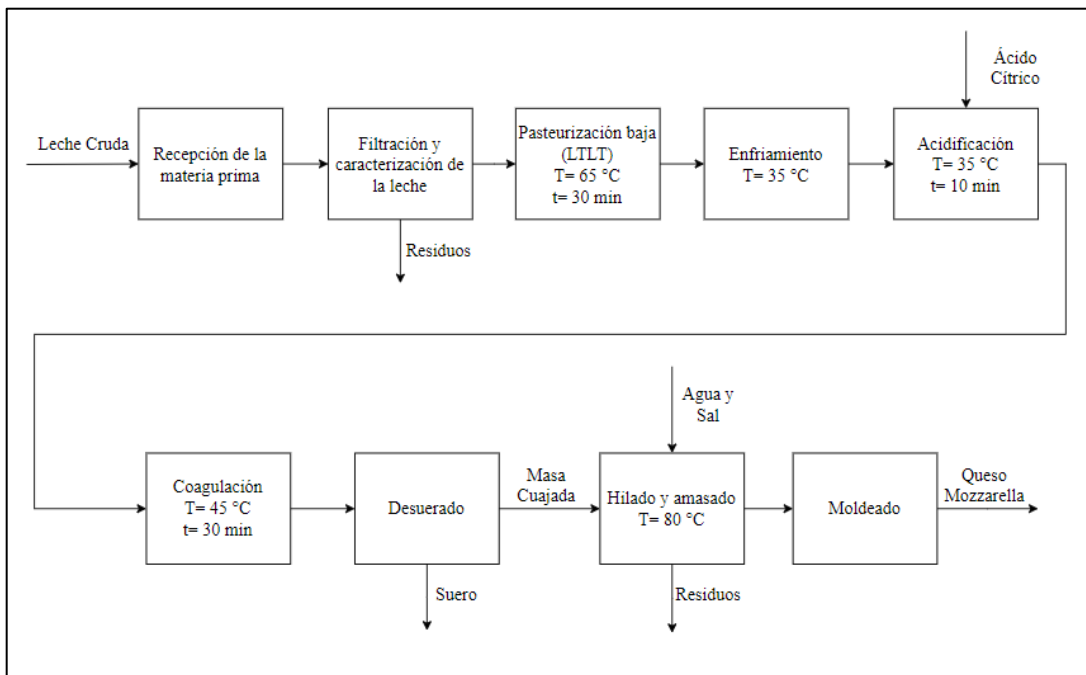 Leche Cruda
Recepción de la
materia prima
Filtración y
caracterización de
la leche
Residuos
Pasteurización baja
(LTLT)
T= 65 °C
t= 30 min
Enfriamiento
T= 35 °C
Ácido
Cítrico
Acidificación
T= 35 °C
t= 10 min
Coagulación
T= 45 °C
t= 30 min
Desuerado
Suero
Masa
Cuajada
Agua y
Sal
Hilado y amasado
T= 80 °C
Residuos
Moldeado
Queso
Mozzarella